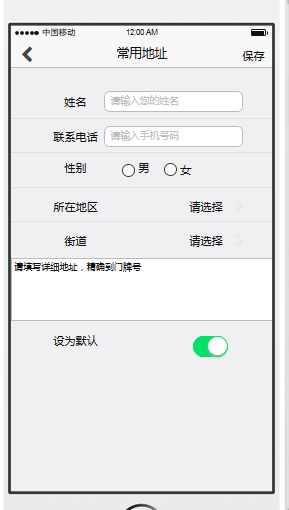 中国移动 12:00 AM
常用地址 保存
姓名 请输入您的姓名
联系电话 请输入手机号码
性别 男 女
所在地区 请选择
街道 请选择
请填写详细地址，精确到门牌号
设为默认